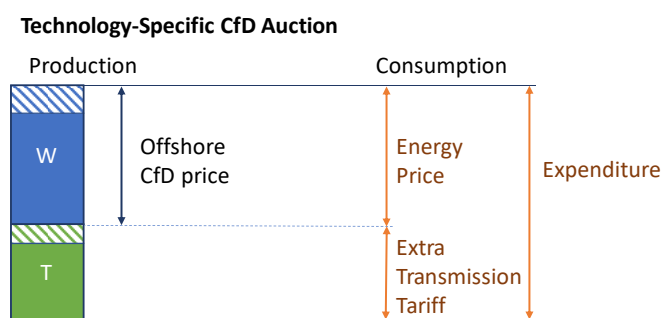 Technology-Specific CfD Auction
Production
Consumption
W
Offshore
CfD price
Energy
Price
Expenditure
T
Extra
Transmission
Tariff